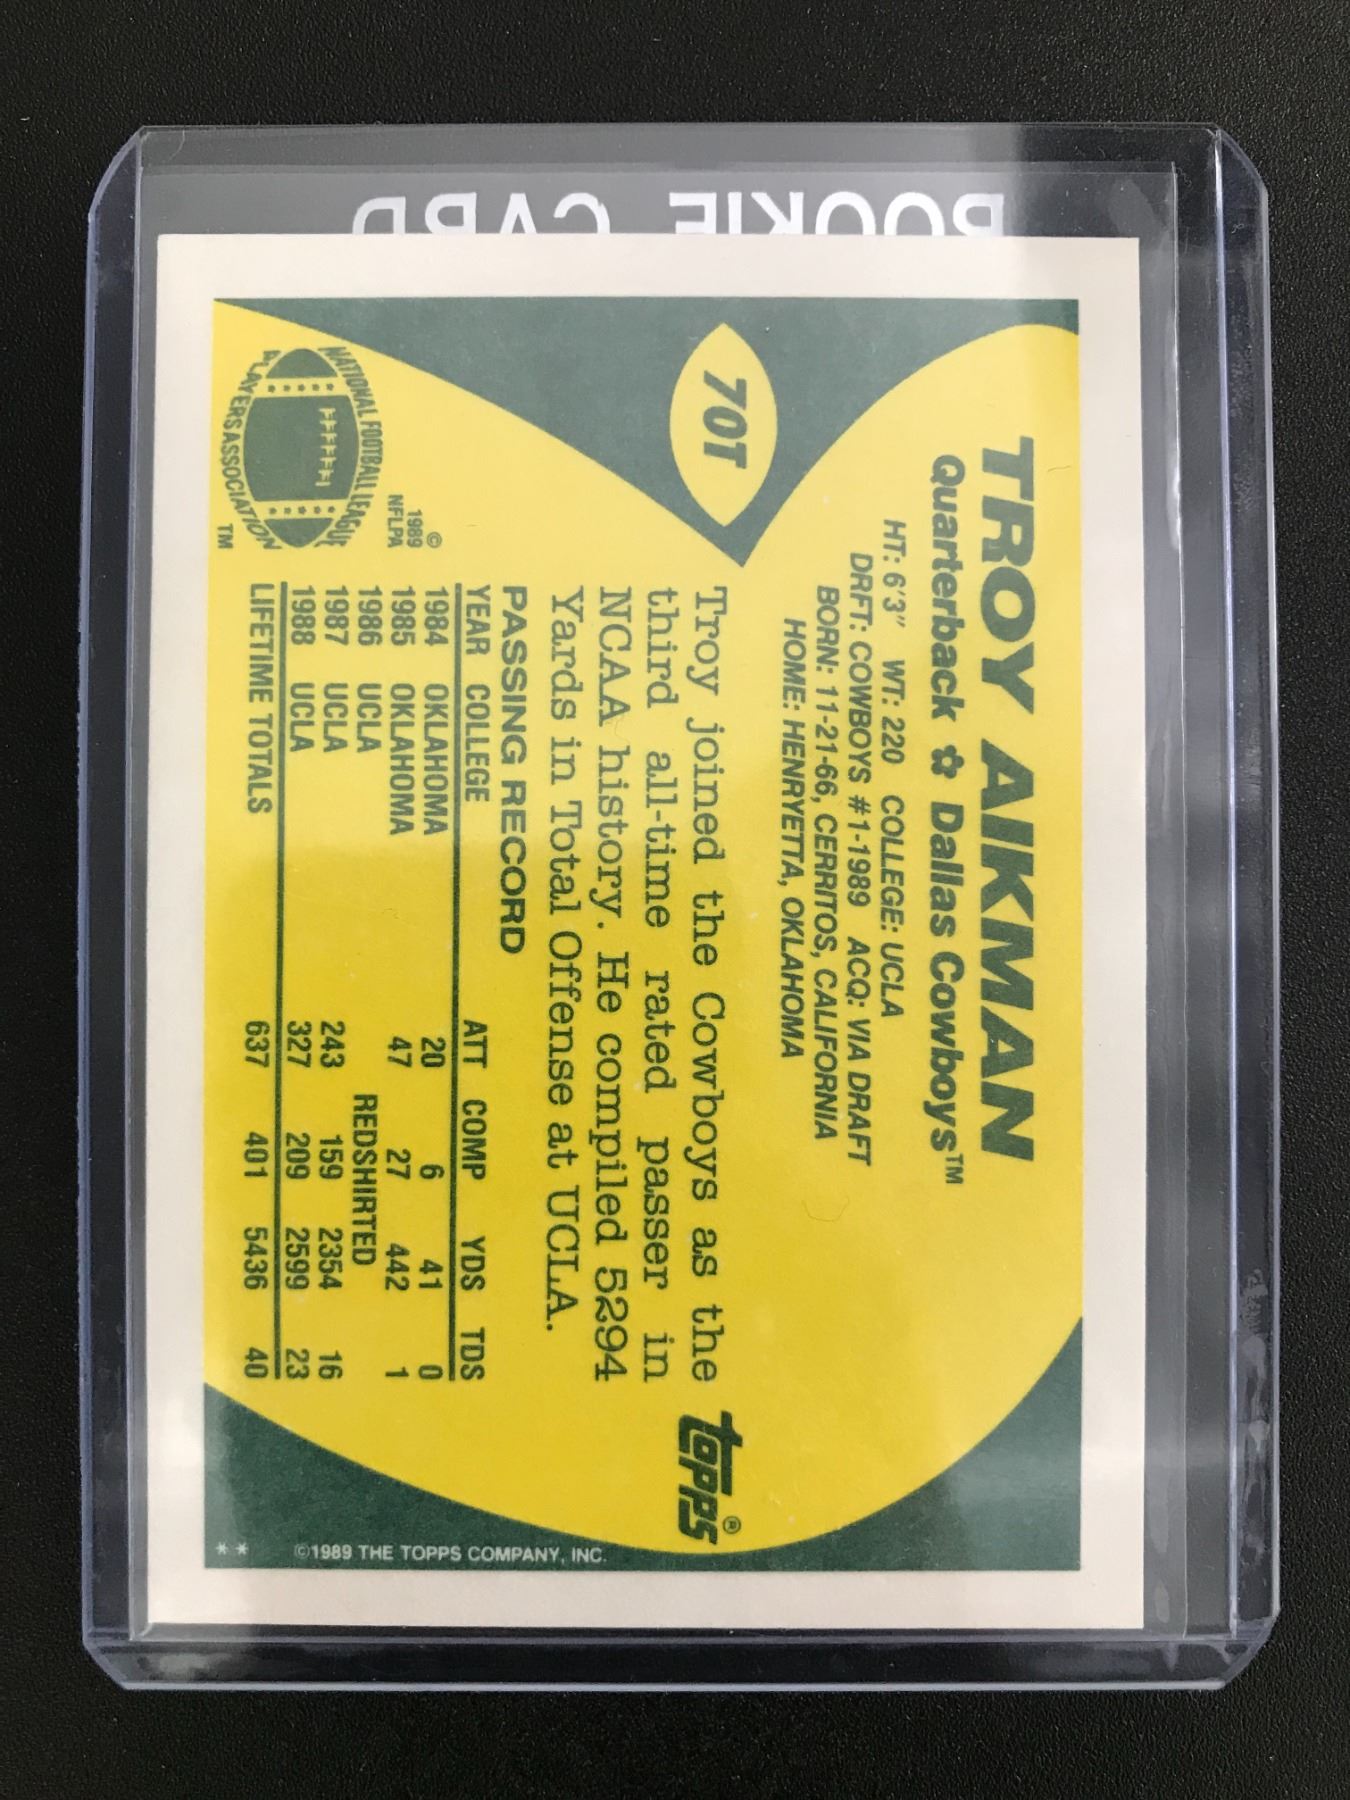 ROOKIE CARD
70T
TROY AIKMAN
Quarterback ✿ Dallas Cowboys™
HT: 6'3" WT: 220 COLLEGE: UCLA
DRFT: COWBOYS #1-1989 ACQ: VIA DRAFT
BORN: 11-21-66, CERRITOS, CALIFORNIA
HOME: HENRYETTA, OKLAHOMA
Troy joined the Cowboys as the
third all-time rated passer in
NCAA history. He compiled 5294
Yards in Total Offense at UCLA.
PASSING RECORD
YEAR COLLEGE ATT COMP YDS TDS
1984 OKLAHOMA 20 6 41 0
1985 OKLAHOMA 47 27 442 1
1986 UCLA REDSHIRTED
1987 UCLA 243 159 2354 16
1988 UCLA 327 209 2599 23
LIFETIME TOTALS 637 401 5436 40
topps®
©
1989
NFLPA
NATIONAL FOOTBALL LEAGUE
PLAYERS ASSOCIATION
TM
©1989 THE TOPPS COMPANY, INC.
* *